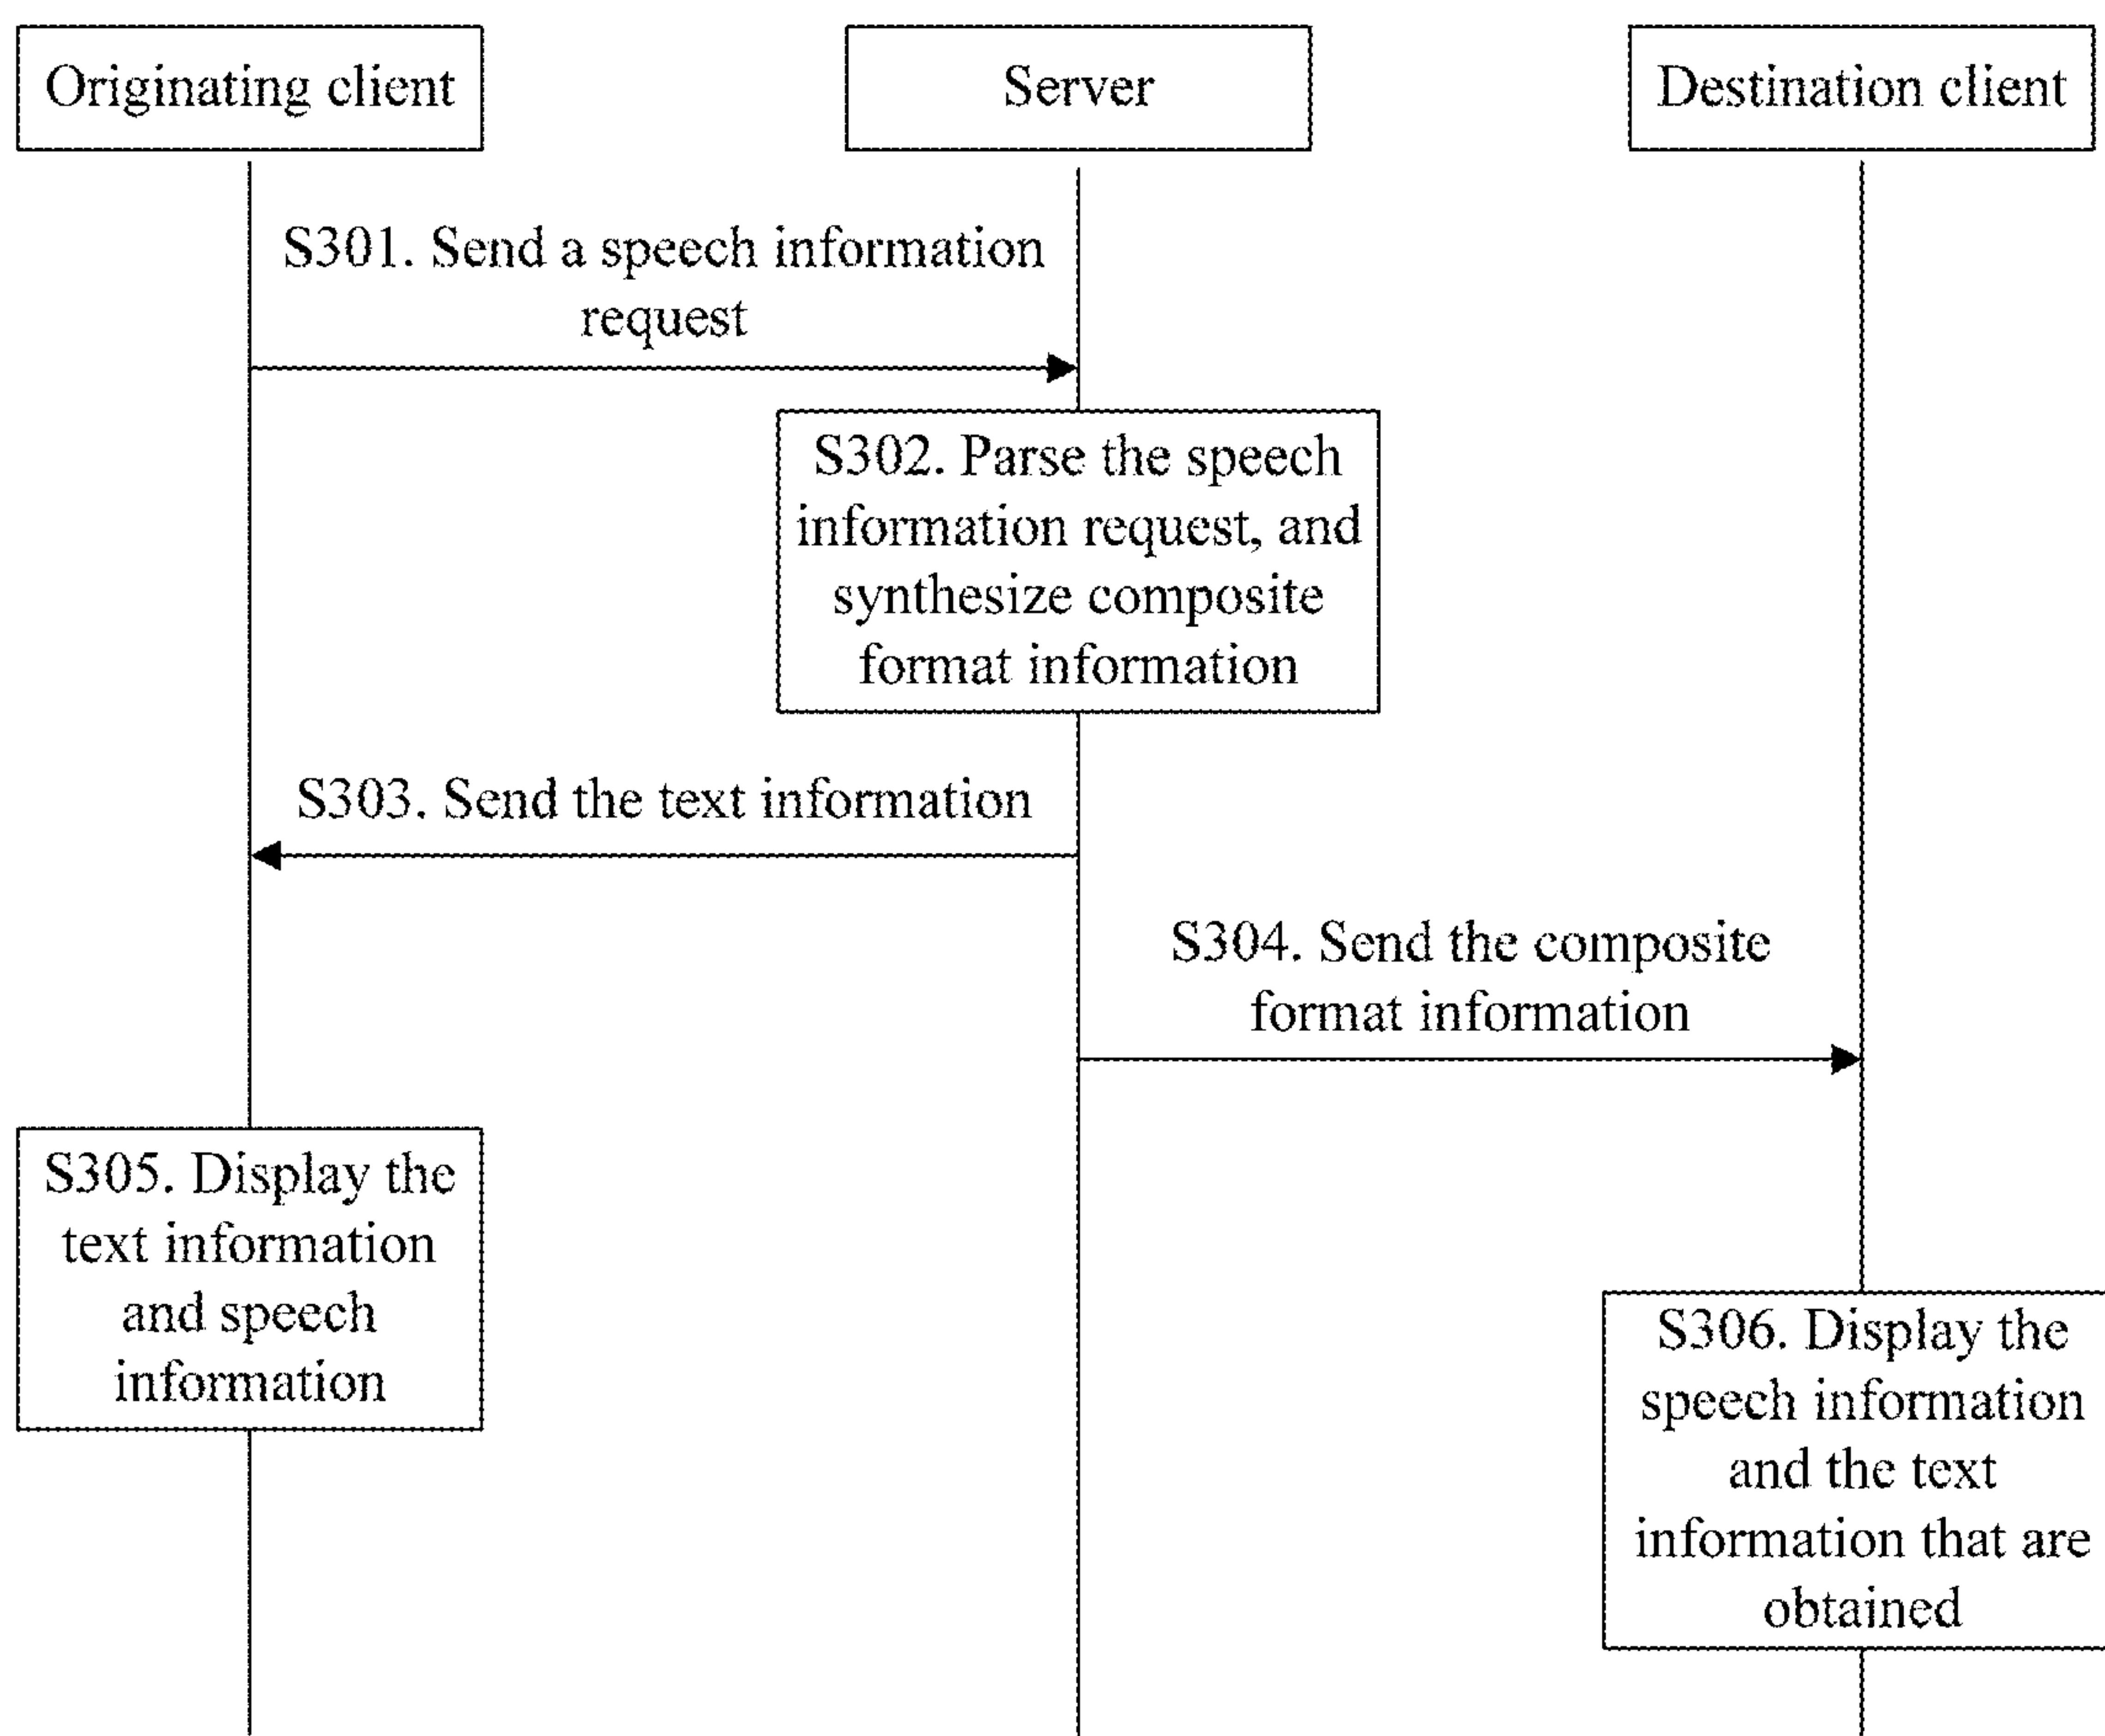 Originating client
Server
Destination client
S301. Send a speech information
request
S302. Parse the speech
information request, and
synthesize composite
format information
S303. Send the text information
S304. Send the composite
format information
S305. Display the
text information
and speech
information
S306. Display the
speech information
and the text
information that are
obtained